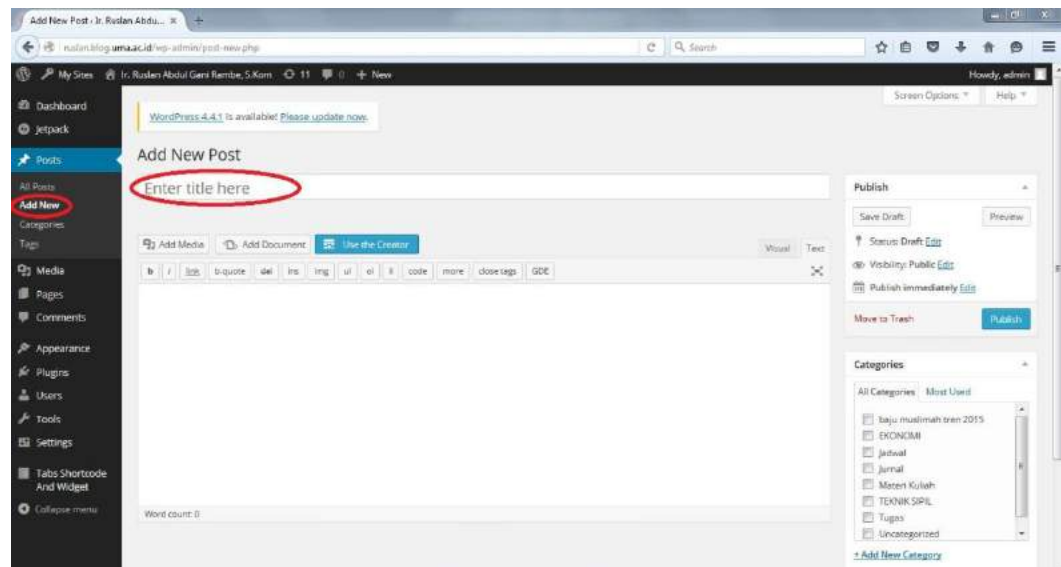 Add New Post ‹ Ir. Ruslan Abdu...
ruslan.blog.uma.ac.id/wp-admin/post-new.php
Search
My Sites
Ir. Ruslan Abdul Gani Rambe, S.Kom
11
0
+ New
Howdy, admin
Dashboard
Jetpack
Posts
All Posts
Add New
Categories
Tags
Media
Pages
Comments
Appearance
Plugins
Users
Tools
Settings
Tabs Shortcode
And Widget
Collapse menu
Screen Options
Help
WordPress 4.4.1 is available! Please update now.
Add New Post
Enter title here
Add Media
Add Document
Use the Creator
Visual
Text
b
i
link
b-quote
del
ins
img
ul
ol
li
code
more
close tags
GDE
Word count: 0
Publish
Save Draft
Preview
Status: Draft Edit
Visibility: Public Edit
Publish immediately Edit
Move to Trash
Publish
Categories
All Categories
Most Used
baju muslimah tren 2015
EKONOMI
Jadwal
Jurnal
Materi Kuliah
TEKNIK SIPIL
Tugas
Uncategorized
+ Add New Category